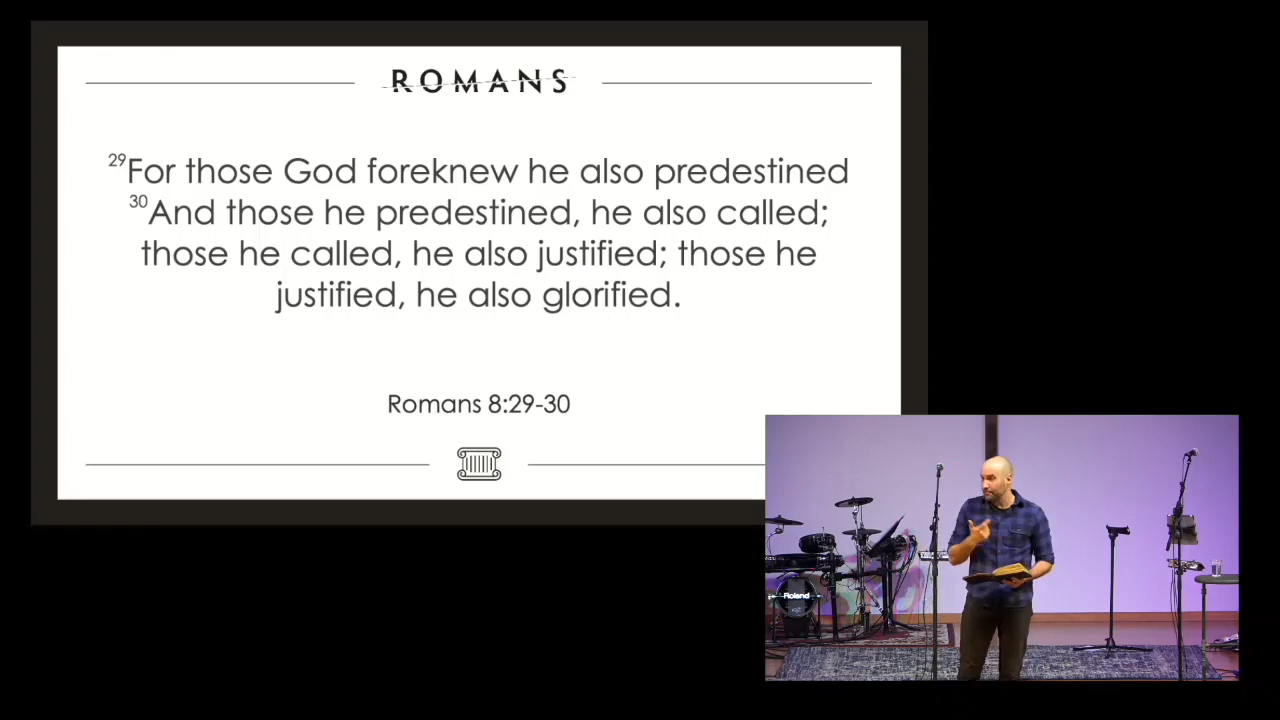 ROMANS
²⁹For those God foreknew he also predestined
³⁰And those he predestined, he also called;
those he called, he also justified; those he
justified, he also glorified.
Romans 8:29-30
Roland